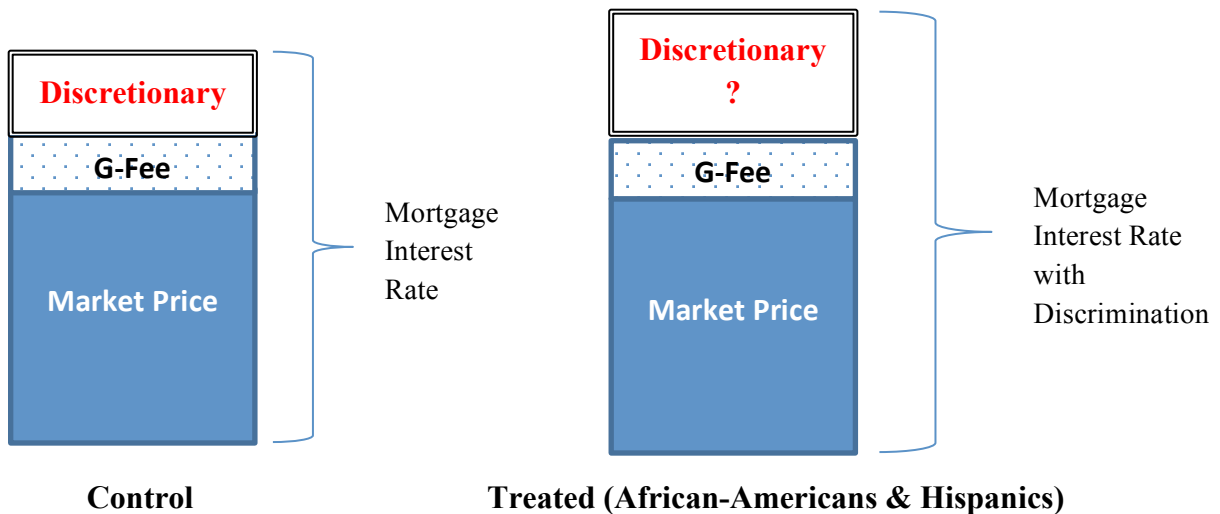 Discretionary
G-Fee
Market Price
Mortgage
Interest
Rate
Control
Discretionary
?
G-Fee
Market Price
Mortgage
Interest Rate
with
Discrimination
Treated (African-Americans & Hispanics)